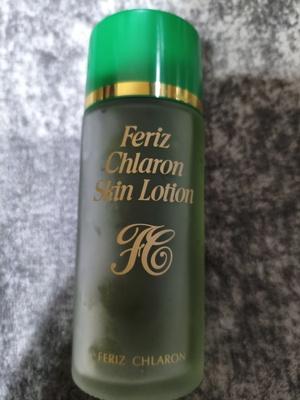 Feriz
Chlaron
Skin Lotion
FC
FERIZ CHLARON